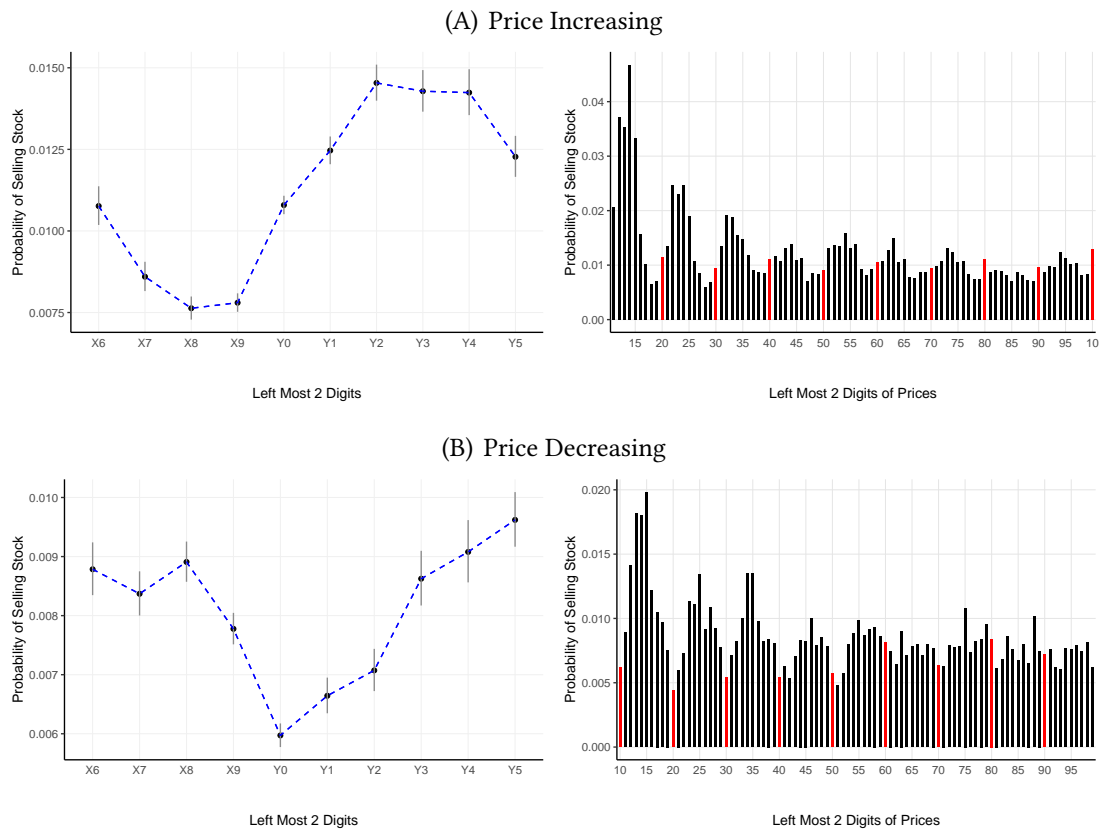 (A) Price Increasing
Probability of Selling Stock
0.0150
0.0125
0.0100
0.0075
X6 X7 X8 X9 Y0 Y1 Y2 Y3 Y4 Y5
Left Most 2 Digits
Probability of Selling Stock
0.04
0.03
0.02
0.01
0.00
15 20 25 30 35 40 45 50 55 60 65 70 75 80 85 90 95 10
Left Most 2 Digits of Prices
(B) Price Decreasing
Probability of Selling Stock
0.010
0.009
0.008
0.007
0.006
X6 X7 X8 X9 Y0 Y1 Y2 Y3 Y4 Y5
Left Most 2 Digits
Probability of Selling Stock
0.020
0.015
0.010
0.005
0.000
10 15 20 25 30 35 40 45 50 55 60 65 70 75 80 85 90 95
Left Most 2 Digits of Prices